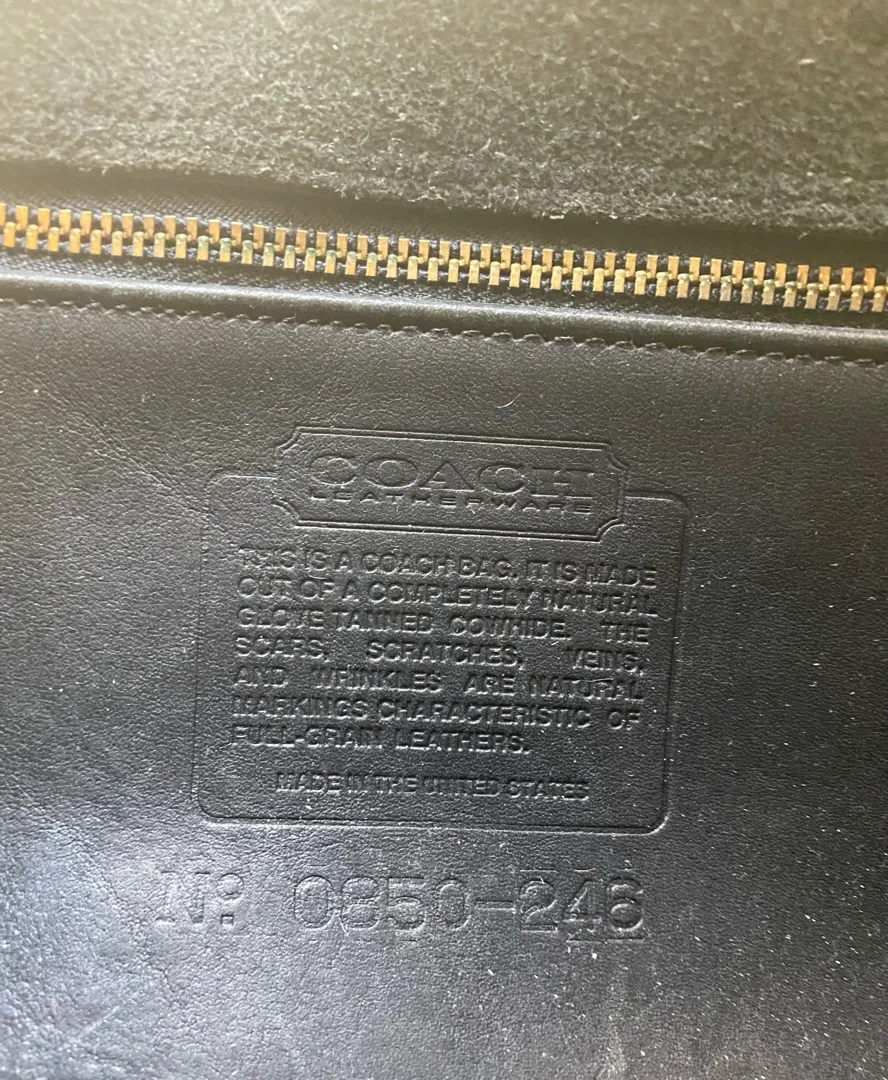 COACH
LEATHERWARE
THIS IS A COACH BAG. IT IS MADE
OUT OF A COMPLETELY NATURAL
GLOVE TANNED COWHIDE. THE
SCARS, SCRATCHES, VEINS,
AND WRINKLES ARE NATURAL
MARKINGS CHARACTERISTIC OF
FULL-GRAIN LEATHERS.
MADE IN THE UNITED STATES
Nº 0850-246